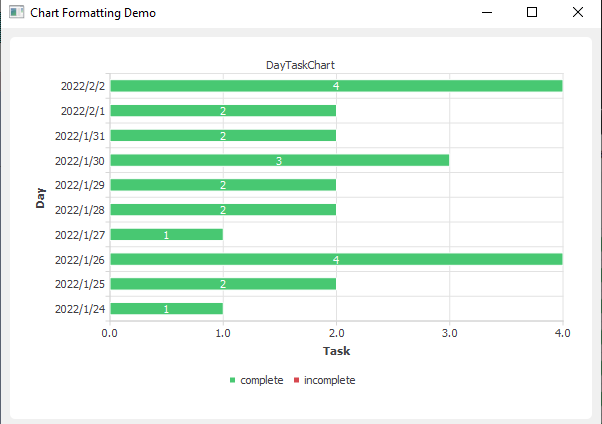 Chart Formatting Demo
DayTaskChart
Day
2022/2/2 4
2022/2/1 2
2022/1/31 2
2022/1/30 3
2022/1/29 2
2022/1/28 2
2022/1/27 1
2022/1/26 4
2022/1/25 2
2022/1/24 1
0.0 1.0 2.0 3.0 4.0
Task
complete incomplete